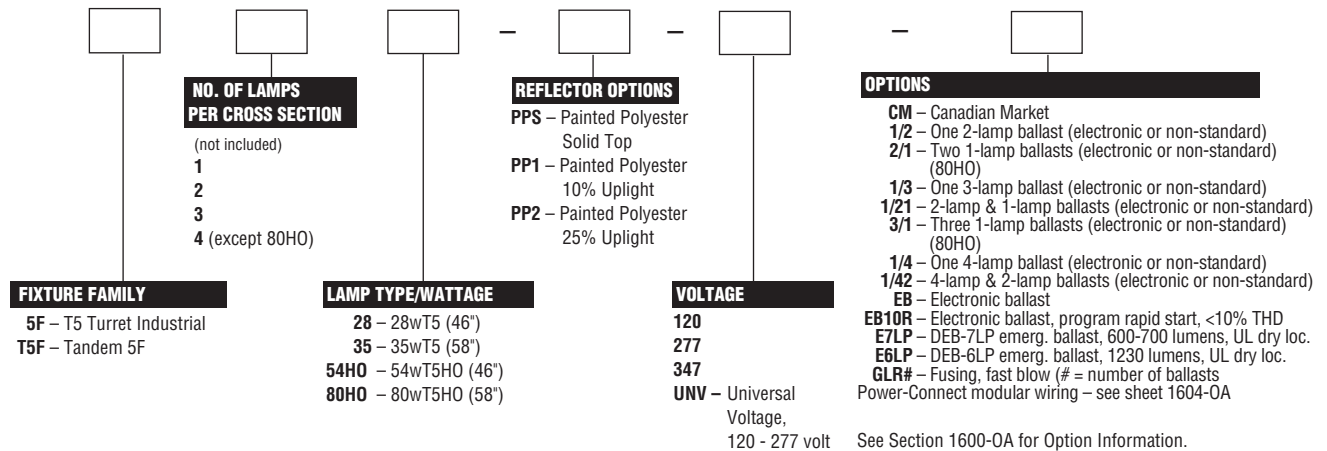 – – –
NO. OF LAMPS
PER CROSS SECTION
(not included)
1
2
3
4 (except 80HO)
REFLECTOR OPTIONS
PPS – Painted Polyester
Solid Top
PP1 – Painted Polyester
10% Uplight
PP2 – Painted Polyester
25% Uplight
OPTIONS
CM – Canadian Market
1/2 – One 2-lamp ballast (electronic or non-standard)
2/1 – Two 1-lamp ballasts (electronic or non-standard)
(80HO)
1/3 – One 3-lamp ballast (electronic or non-standard)
1/21 – 2-lamp & 1-lamp ballasts (electronic or non-standard)
3/1 – Three 1-lamp ballasts (electronic or non-standard)
(80HO)
1/4 – One 4-lamp ballast (electronic or non-standard)
1/42 – 4-lamp & 2-lamp ballasts (electronic or non-standard)
EB – Electronic ballast
EB10R – Electronic ballast, program rapid start, <10% THD
E7LP – DEB-7LP emerg. ballast, 600-700 lumens, UL dry loc.
E6LP – DEB-6LP emerg. ballast, 1230 lumens, UL dry loc.
GLR# – Fusing, fast blow (# = number of ballasts
Power-Connect modular wiring – see sheet 1604-OA
See Section 1600-OA for Option Information.
FIXTURE FAMILY
5F – T5 Turret Industrial
T5F – Tandem 5F
LAMP TYPE/WATTAGE
28 – 28wT5 (46")
35 – 35wT5 (58")
54HO – 54wT5HO (46")
80HO – 80wT5HO (58")
VOLTAGE
120
277
347
UNV – Universal
Voltage,
120 - 277 volt